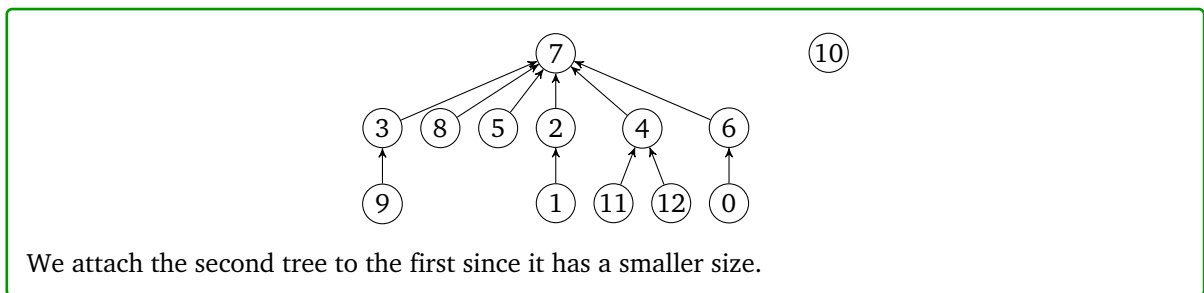 7 10
3 8 5 2 4 6
9 1 11 12 0
We attach the second tree to the first since it has a smaller size.